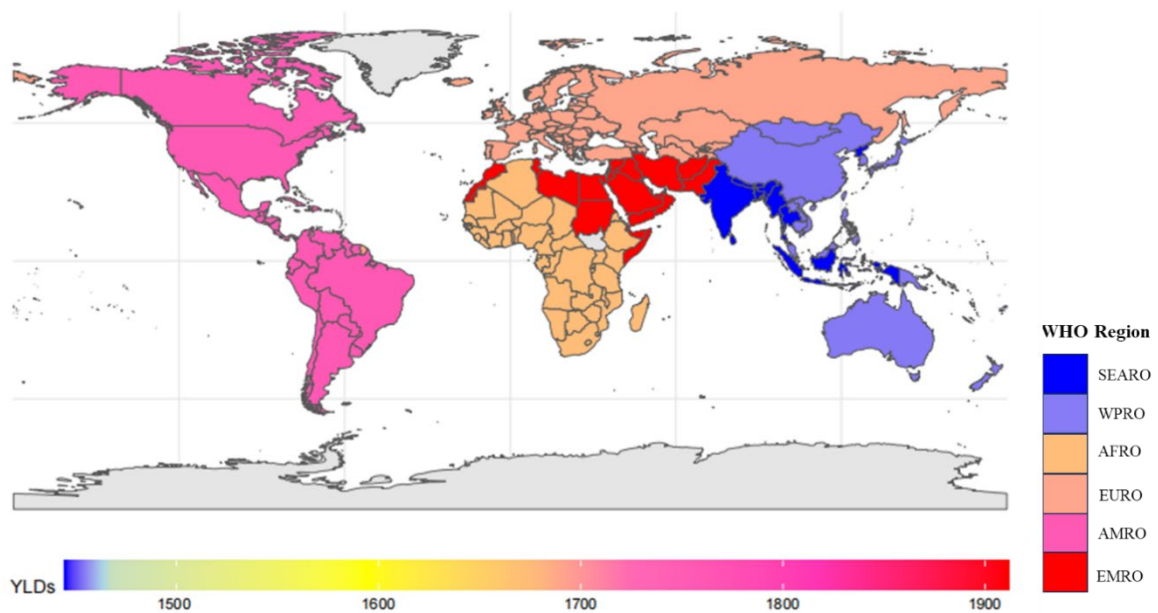 WHO Region
SEARO
WPRO
AFRO
EURO
AMRO
EMRO
YLDs
1500
1600
1700
1800
1900